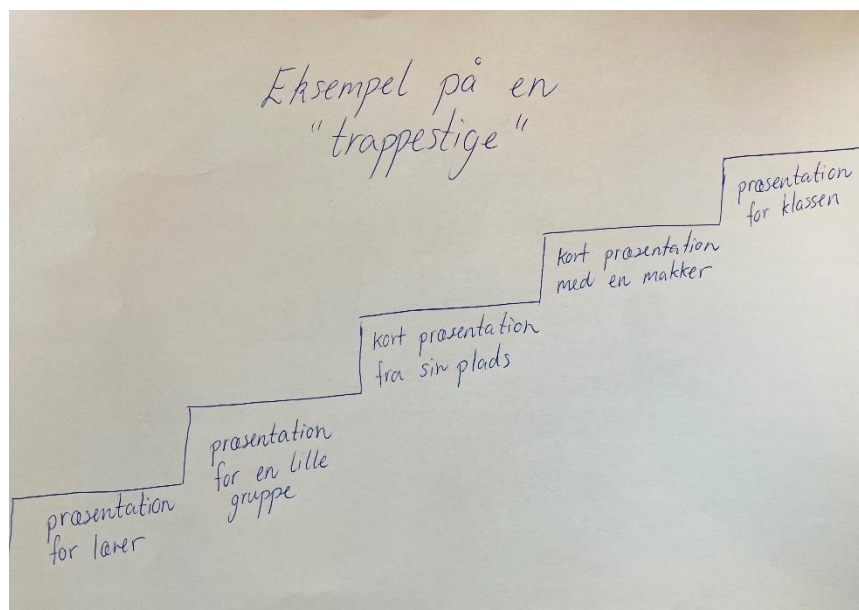 Eksempel på en
"trappestige"
præsentation
for lærer
præsentation
for en lille
gruppe
kort præsentation
fra sin plads
kort præsentation
med en makker
præsentation
for klassen